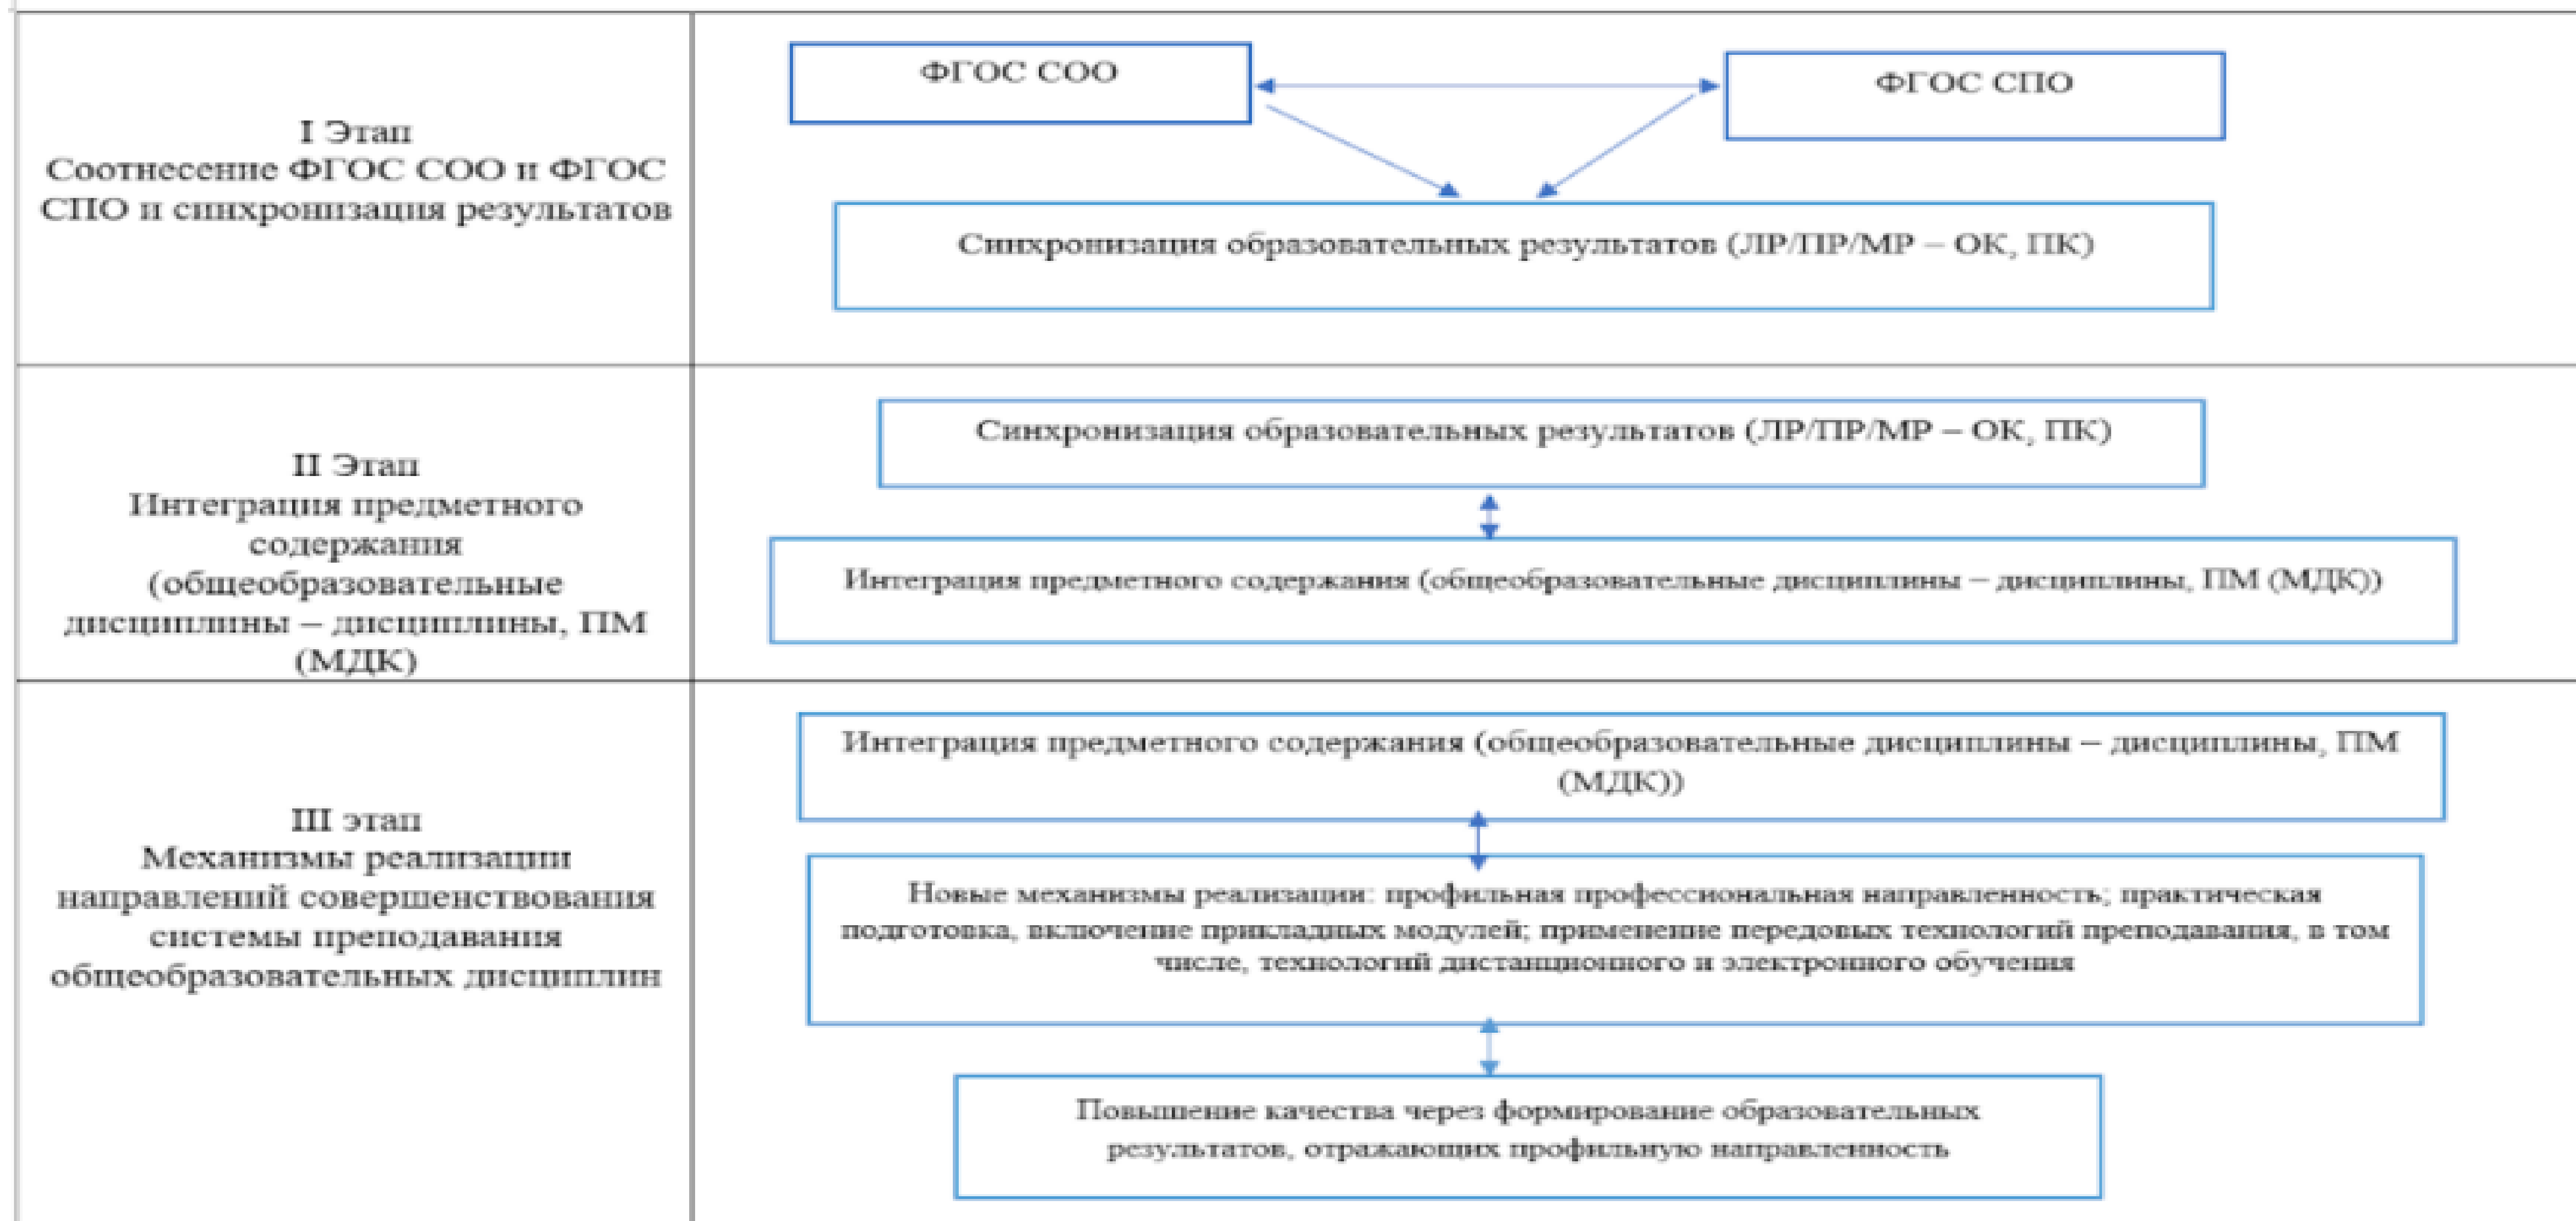 I Этап
Соотнесение ФГОС СОО и ФГОС
СПО и синхронизация результатов
ФГОС СОО
ФГОС СПО
Синхронизация образовательных результатов (ЛР/ПР/МР – ОК, ПК)
II Этап
Интеграция предметного
содержания
(общеобразовательные
дисциплины – дисциплины, ПМ
(МДК)
Синхронизация образовательных результатов (ЛР/ПР/МР – ОК, ПК)
Интеграция предметного содержания (общеобразовательные дисциплины – дисциплины, ПМ (МДК))
III этап
Механизмы реализации
направлений совершенствования
системы преподавания
общеобразовательных дисциплин
Интеграция предметного содержания (общеобразовательные дисциплины – дисциплины, ПМ
(МДК))
Новые механизмы реализации: профильная профессиональная направленность; практическая
подготовка, включение прикладных модулей; применение передовых технологий преподавания, в том
числе, технологий дистанционного и электронного обучения
Повышение качества через формирование образовательных
результатов, отражающих профильную направленность